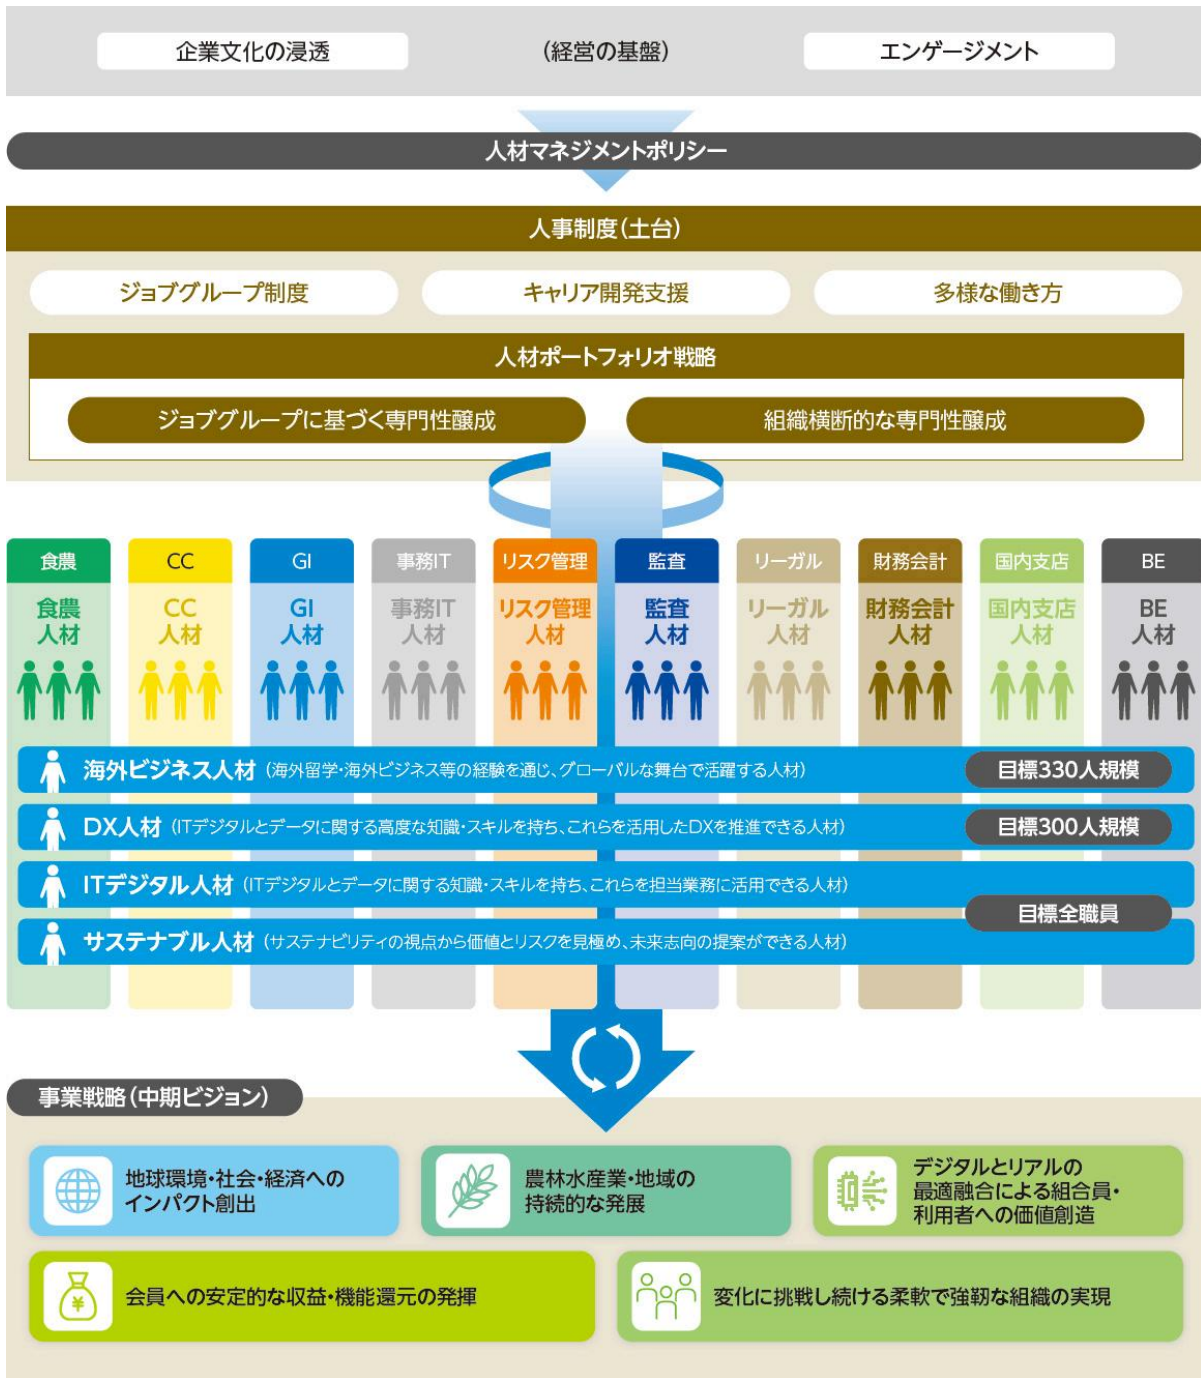 企業文化の浸透
(経営の基盤)
エンゲージメント
人材マネジメントポリシー
人事制度(土台)
ジョブグループ制度
キャリア開発支援
多様な働き方
人材ポートフォリオ戦略
ジョブグループに基づく専門性醸成
組織横断的な専門性醸成
食農
CC
GI
事務IT
リスク管理
監査
リーガル
財務会計
国内支店
BE
食農
人材
CC
人材
GI
人材
事務IT
人材
リスク管理
人材
監査
人材
リーガル
人材
財務会計
人材
国内支店
人材
BE
人材
海外ビジネス人材(海外留学・海外ビジネス等の経験を通じ、グローバルな舞台で活躍する人材)
目標330人規模
DX人材(ITデジタルとデータに関する高度な知識・スキルを持ち、これらを活用したDXを推進できる人材)
目標300人規模
ITデジタル人材(ITデジタルとデータに関する知識・スキルを持ち、これらを担当業務に活用できる人材)
目標全職員
サステナブル人材(サステナビリティの視点から価値とリスクを見極め、未来志向の提案ができる人材)
事業戦略(中期ビジョン)
地球環境・社会・経済への
インパクト創出
農林水産業・地域の
持続的な発展
デジタルとリアルの
最適融合による組合員・
利用者への価値創造
¥
会員への安定的な収益・機能還元の発揮
変化に挑戦し続ける柔軟で強靭な組織の実現